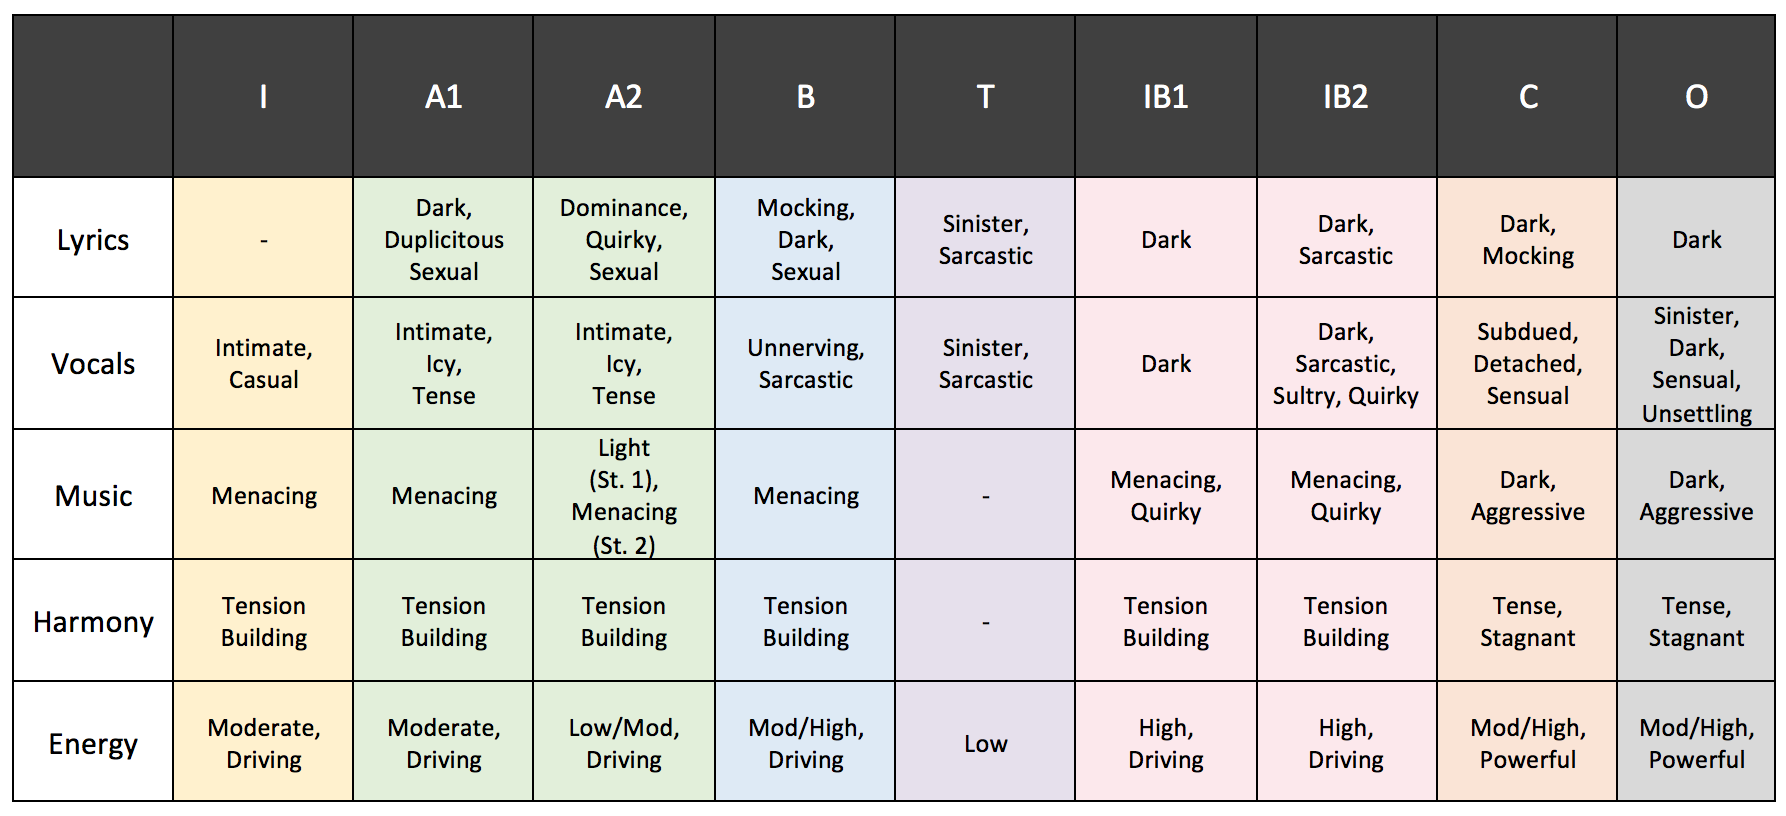 I A1 A2 B T IB1 IB2 C O
Lyrics
-
Dark,
Duplicitous
Sexual
Dominance,
Quirky,
Sexual
Mocking,
Dark,
Sexual
Sinister,
Sarcastic
Dark
Dark,
Sarcastic
Dark,
Mocking
Dark
Vocals
Intimate,
Casual
Intimate,
Icy,
Tense
Intimate,
Icy,
Tense
Unnerving,
Sarcastic
Sinister,
Sarcastic
Dark
Dark,
Sarcastic,
Sultry, Quirky
Subdued,
Detached,
Sensual
Sinister,
Dark,
Sensual,
Unsettling
Music
Menacing
Menacing
Light
(St. 1),
Menacing
(St. 2)
Menacing
-
Menacing,
Quirky
Menacing,
Quirky
Dark,
Aggressive
Dark,
Aggressive
Harmony
Tension
Building
Tension
Building
Tension
Building
Tension
Building
-
Tension
Building
Tension
Building
Tense,
Stagnant
Tense,
Stagnant
Energy
Moderate,
Driving
Moderate,
Driving
Low/Mod,
Driving
Mod/High,
Driving
Low
High,
Driving
High,
Driving
Mod/High,
Powerful
Mod/High,
Powerful